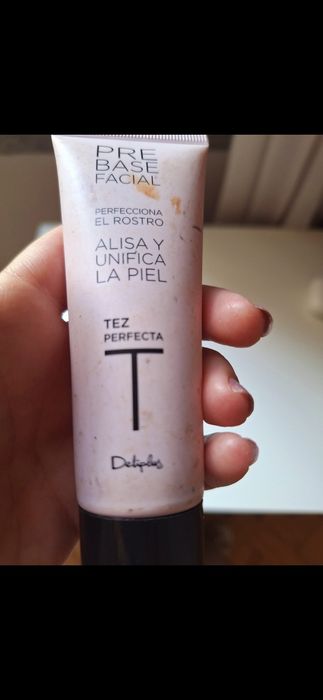 PRE
BASE
FACIAL
PERFECCIONA
EL ROSTRO
ALISA Y
UNIFICA
LA PIEL
TEZ
PERFECTA
T
Deliplus